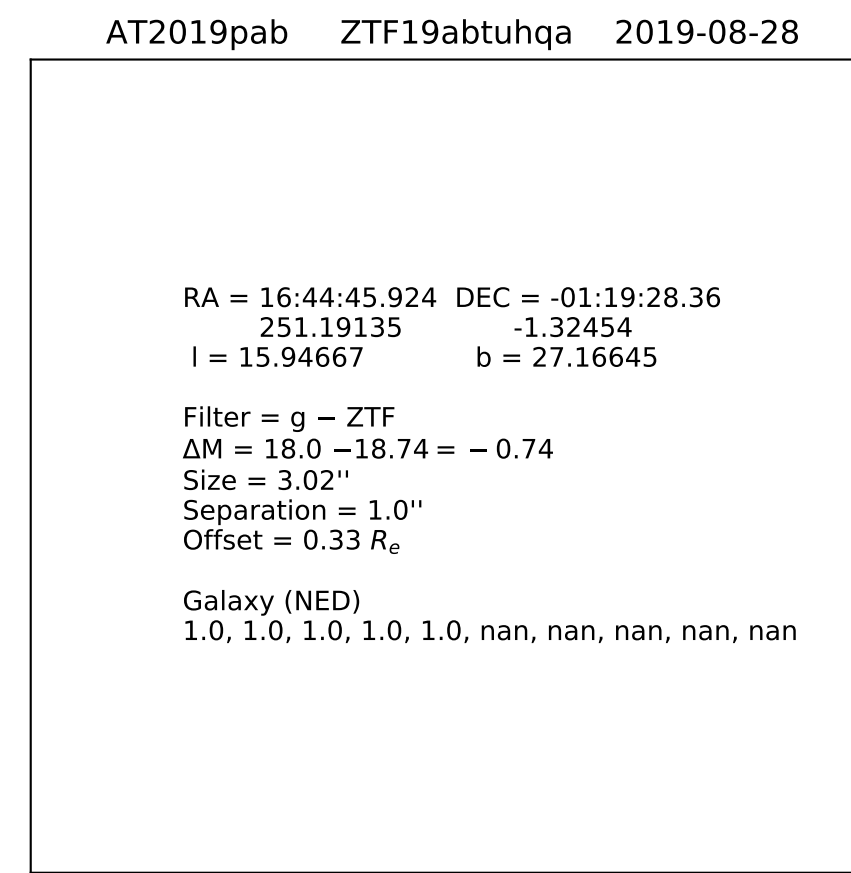 AT2019pab ZTF19abtuhqa 2019-08-28
RA = 16:44:45.924 DEC = -01:19:28.36
251.19135 -1.32454
l = 15.94667 b = 27.16645
Filter = g − ZTF
ΔM = 18.0 −18.74 = − 0.74
Size = 3.02''
Separation = 1.0''
Offset = 0.33 Re
Galaxy (NED)
1.0, 1.0, 1.0, 1.0, 1.0, nan, nan, nan, nan, nan